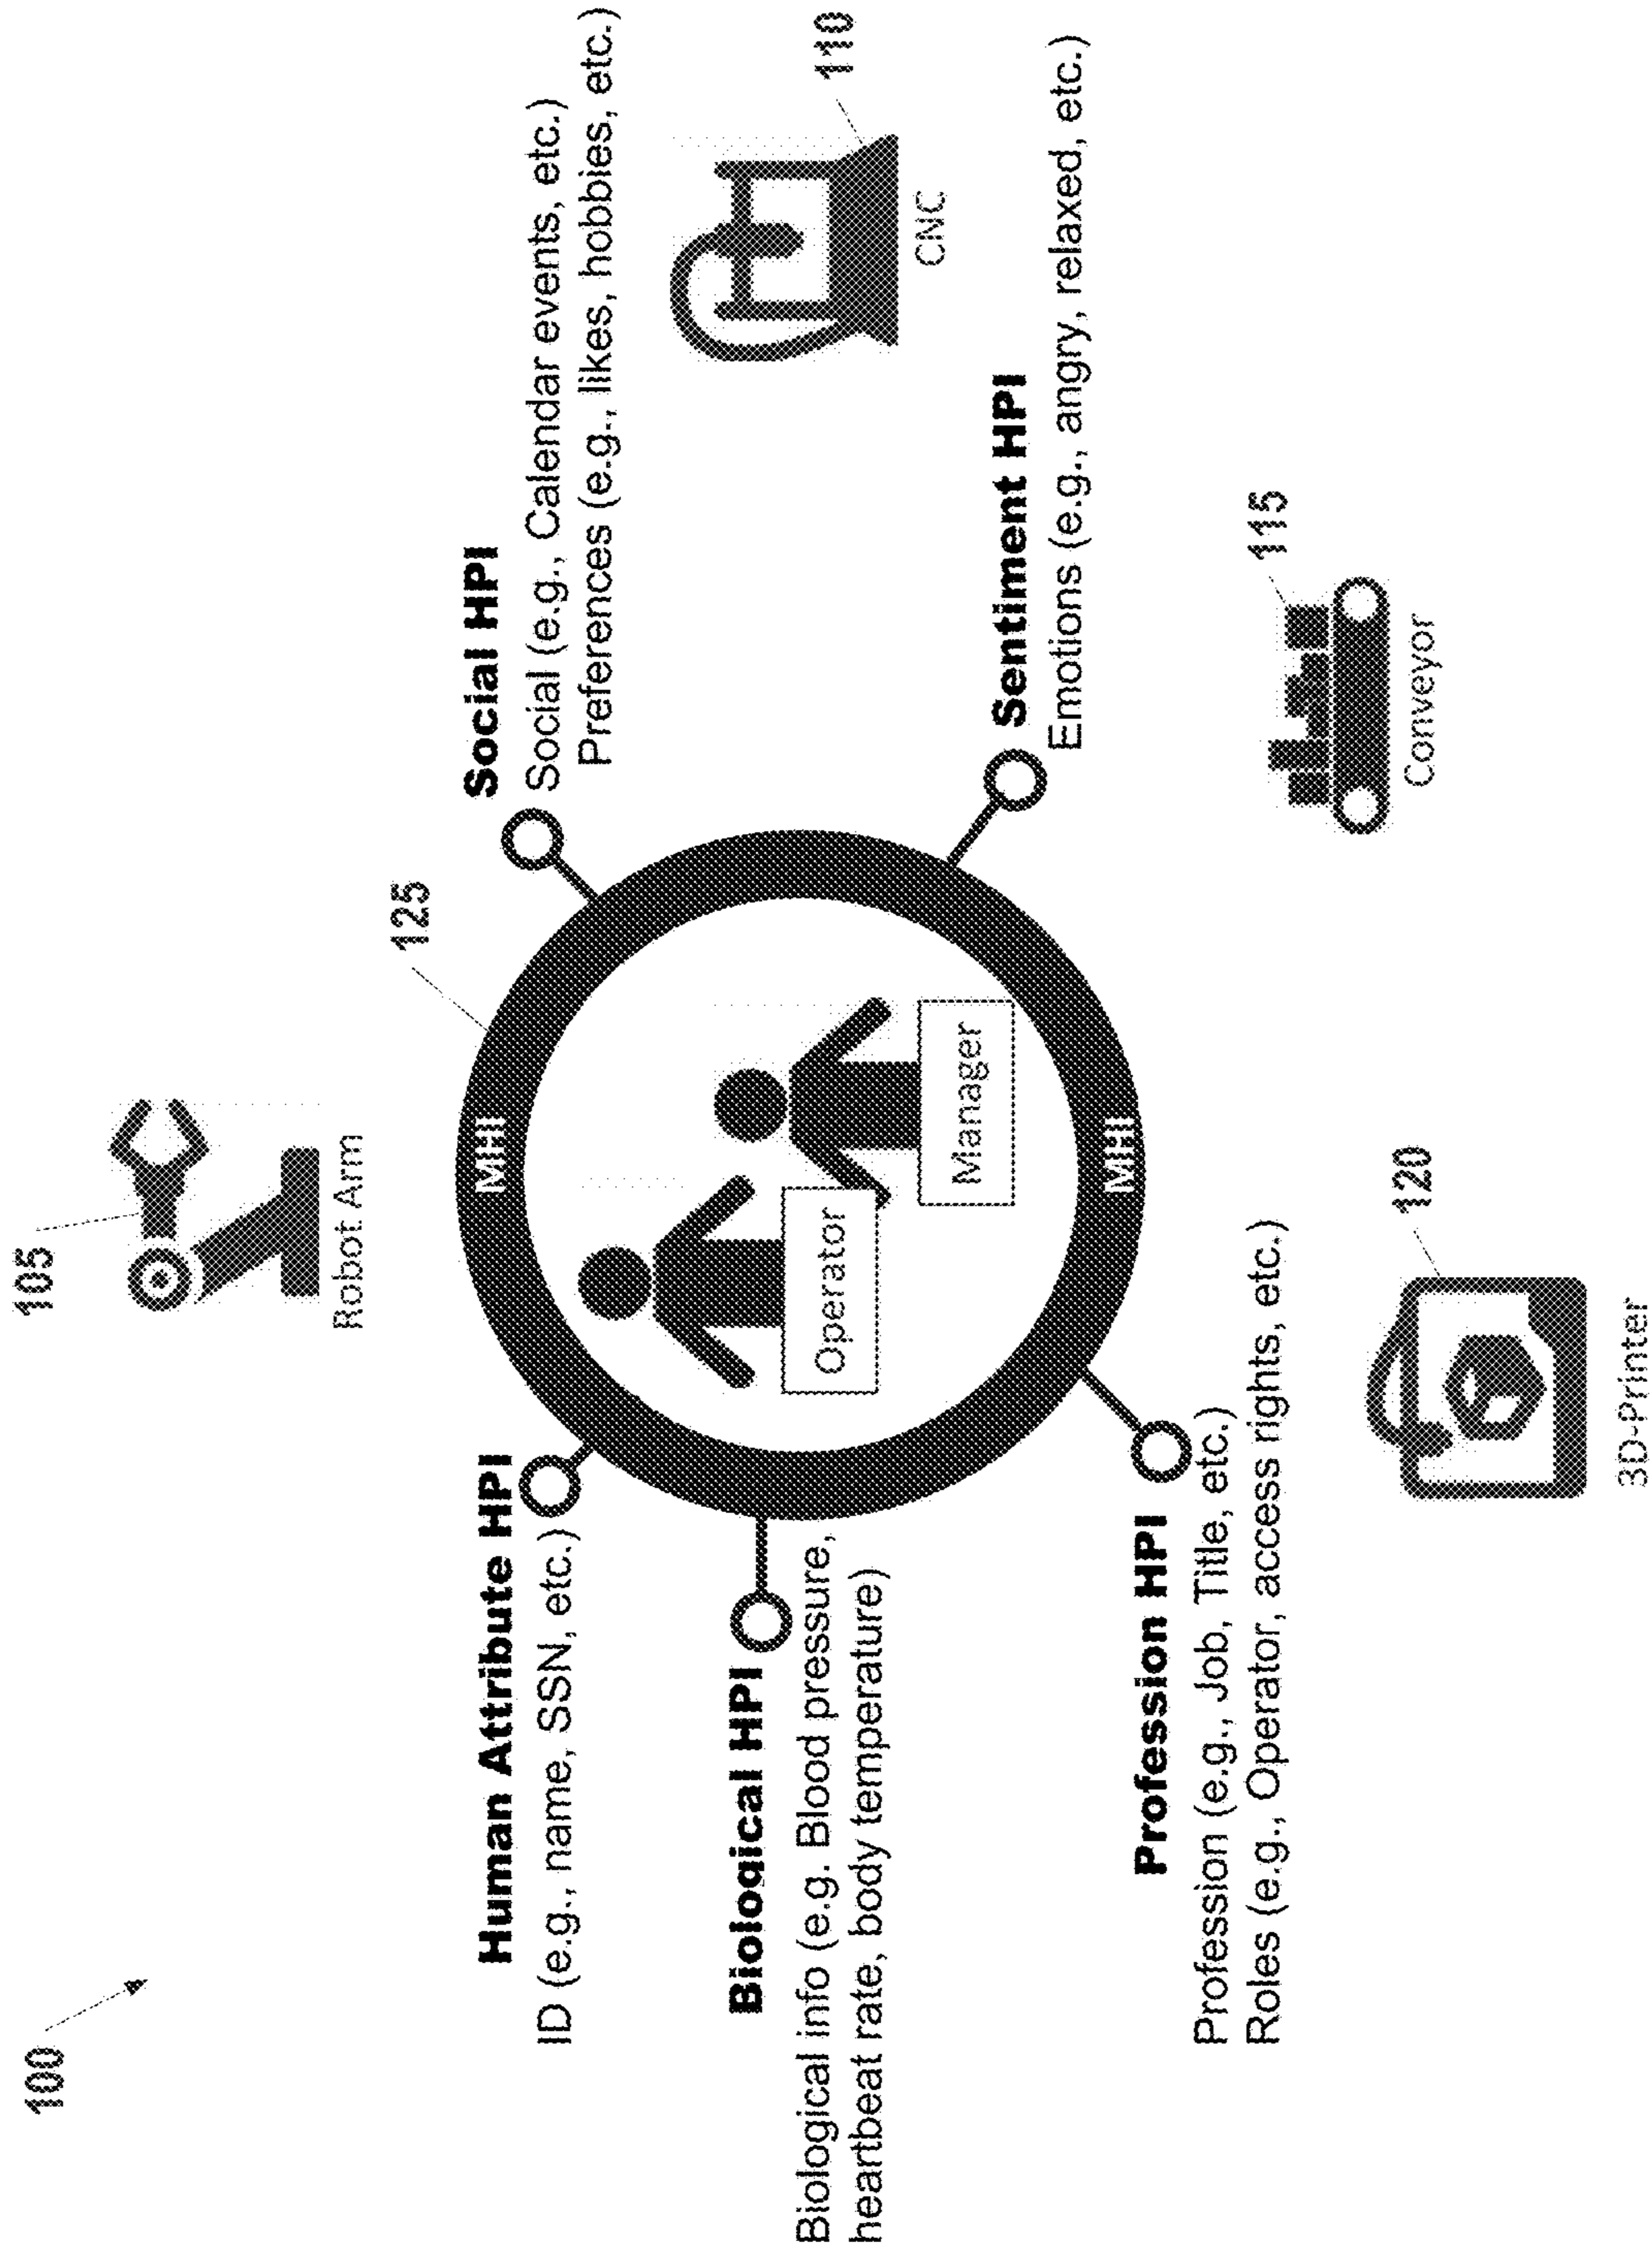 100
105
Robot Arm
125
MHI
Human Attribute HPI
ID (e.g., name, SSN, etc.)
Social HPI
Social (e.g., Calendar events, etc.)
Preferences (e.g., likes, hobbies, etc.)
110
CNC
Operator
Manager
Biological HPI
Biological info (e.g. Blood pressure,
heartbeat rate, body temperature)
Sentiment HPI
Emotions (e.g., angry, relaxed, etc.)
MHI
Profession HPI
Profession (e.g., Job, Title, etc.)
Roles (e.g., Operator, access rights, etc.)
115
Conveyor
120
3D-Printer